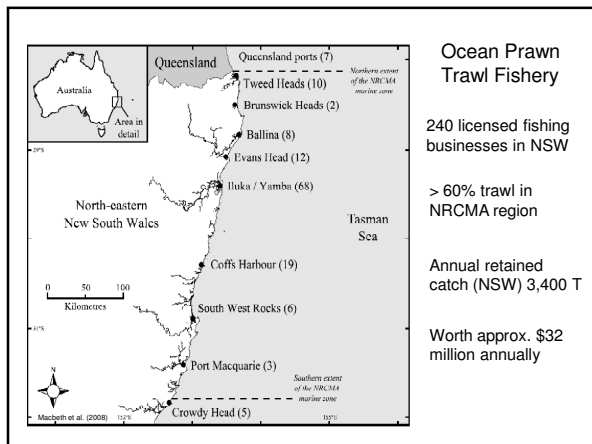 Ocean Prawn
Trawl Fishery
240 licensed fishing
businesses in NSW
> 60% trawl in
NRCMA region
Annual retained
catch (NSW) 3,400 T
Worth approx. $32
million annually
Australia
Area in
detail
Queensland
Queensland ports (7)
Northern extent
of the NRCMA
marine zone
Tweed Heads (10)
Brunswick Heads (2)
Ballina (8)
29°S
Evans Head (12)
Iluka / Yamba (68)
North-eastern
New South Wales
Tasman
Sea
Coffs Harbour (19)
0 50 100
Kilometres
South West Rocks (6)
31°S
Port Macquarie (3)
Southern extent
of the NRCMA
marine zone
N
Crowdy Head (5)
Macbeth et al. (2008)
152°E
155°E